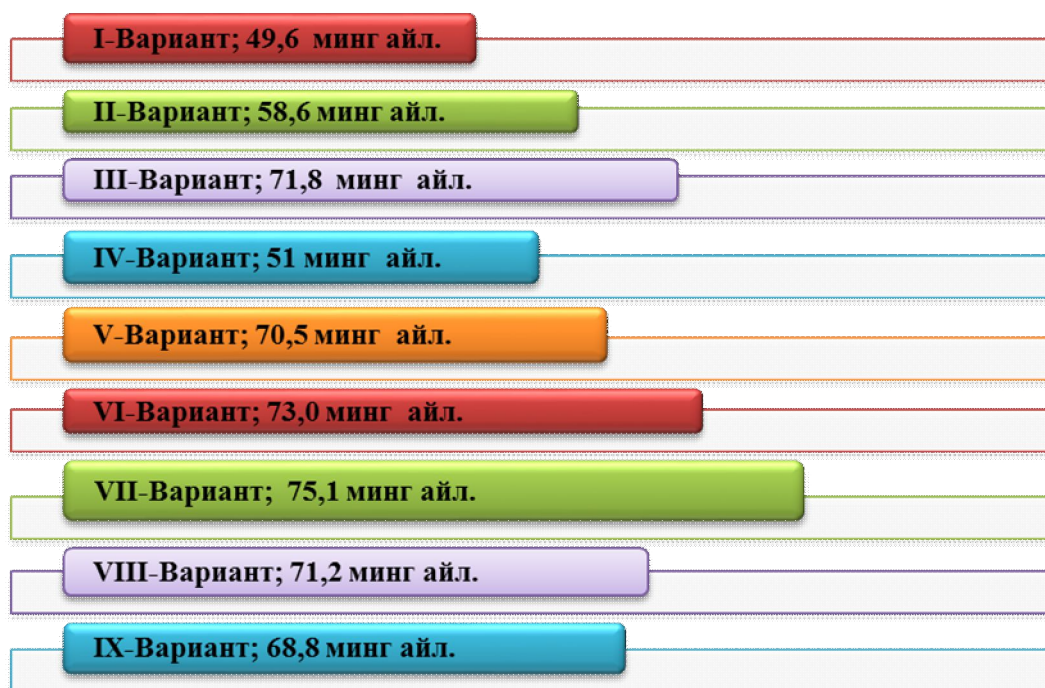 I-Вариант; 49,6 минг айл.
II-Вариант; 58,6 минг айл.
III-Вариант; 71,8 минг айл.
IV-Вариант; 51 минг айл.
V-Вариант; 70,5 минг айл.
VI-Вариант; 73,0 минг айл.
VII-Вариант; 75,1 минг айл.
VIII-Вариант; 71,2 минг айл.
IX-Вариант; 68,8 минг айл.